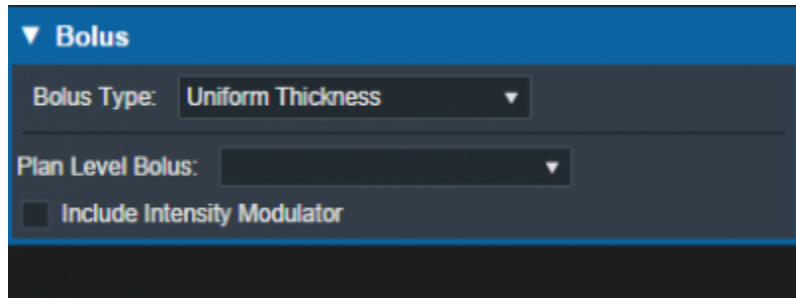 Bolus
Bolus Type: Uniform Thickness
Plan Level Bolus:
Include Intensity Modulator